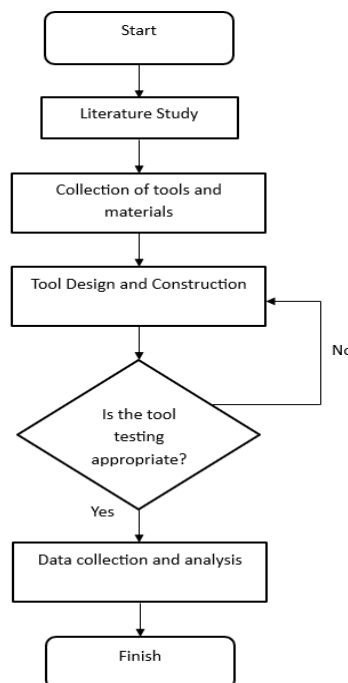 Start
Literature Study
Collection of tools and
materials
Tool Design and Construction
No
Is the tool
testing
appropriate?
Yes
Data collection and analysis
Finish